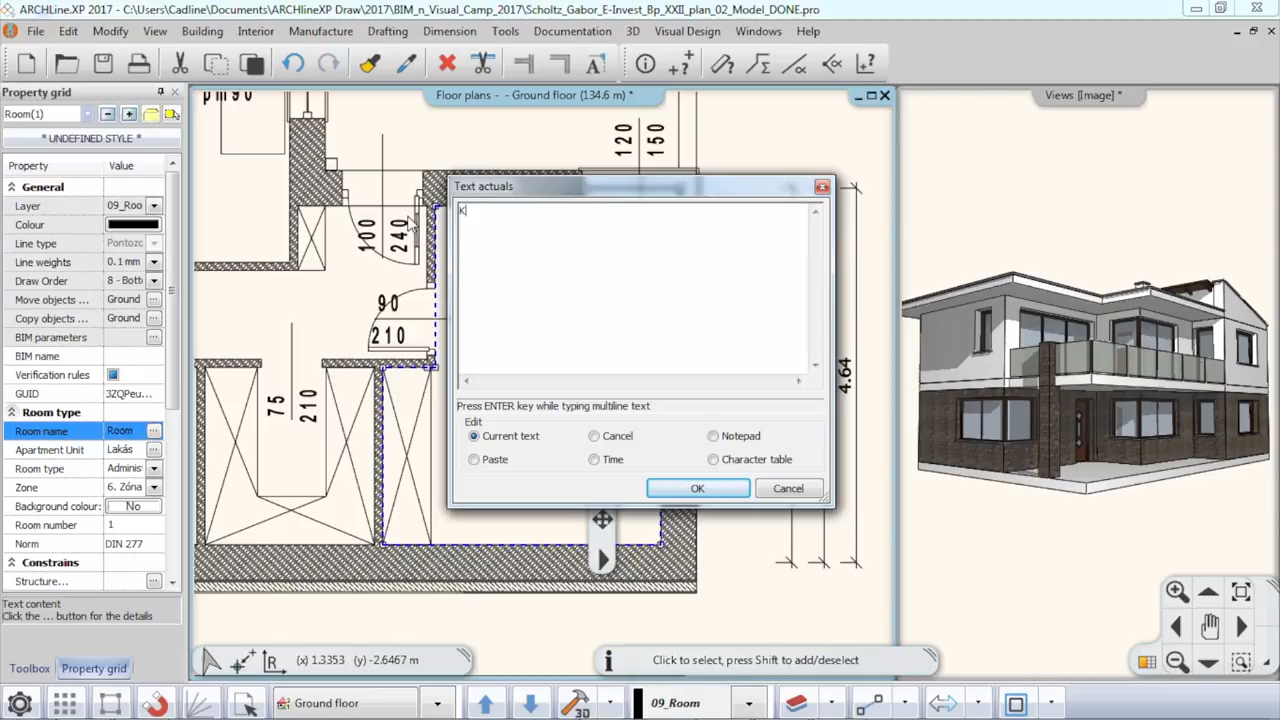 ARCHLine.XP 2017 - C:\Users\Cadline\Documents\ARCHlineXP Draw\2017\BIM_n_Visual_Camp_2017\Scholtz_Gabor_E-Invest_Bp_XXII_plan_02_Model_DONE.pro
File Edit Modify View Building Interior Manufacture Drafting Dimension Tools Documentation 3D Visual Design Windows Help
Property grid
Room(1)
* UNDEFINED STYLE *
Property Value
General
Layer 09_Roo
Colour
Line type Pontozc
Line weights 0.1 mm
Draw Order 8 - Bott
Move objects ... Ground
Copy objects ... Ground
BIM parameters
BIM name
Verification rules
GUID 3ZQPeu...
Room type
Room name Room
Apartment Unit Lakás
Room type Adminis
Zone 6. Zóna
Background colour: No
Room number 1
Norm DIN 277
Constrains
Structure...
Text content
Click the ... button for the details
Toolbox Property grid
Floor plans - - Ground floor (134.6 m) *
pm90
120
150
100
240
90
210
75
210
4.64
Text actuals
K
Press ENTER key while typing multiline text
Edit
Current text Cancel Notepad
Paste Time Character table
OK Cancel
Views [Image] *
(x) 1.3353 (y) -2.6467 m
Click to select, press Shift to add/deselect
Ground floor
3D
09_Room